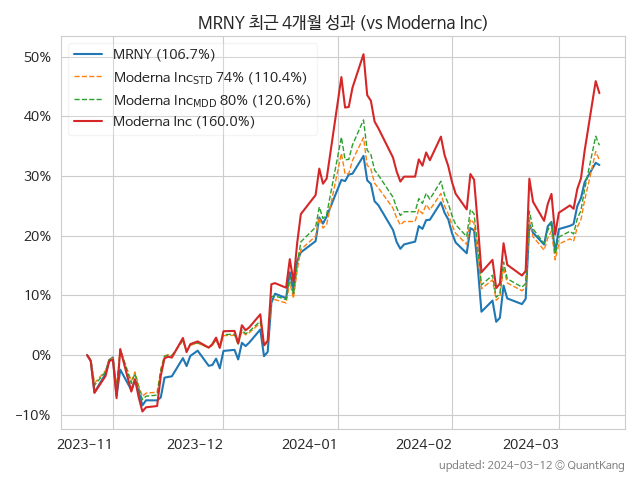 MRNY 최근 4개월 성과 (vs Moderna Inc)
MRNY (106.7%)
Moderna Inc_STD 74% (110.4%)
Moderna Inc_MDD 80% (120.6%)
Moderna Inc (160.0%)
50%
40%
30%
20%
10%
0%
−10%
2023-11 2023-12 2024-01 2024-02 2024-03
updated: 2024-03-12 © QuantKang